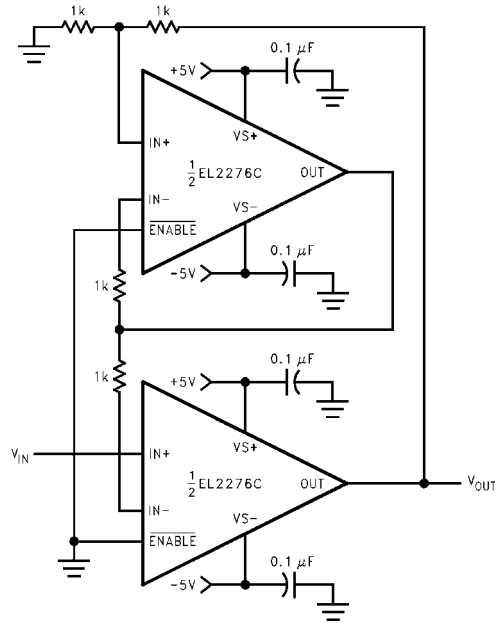 1k 1k
+5V 0.1 μF
VS+
IN+
½ EL2276C OUT
IN-
VS-
ENABLE
0.1 μF
1k -5V
1k
+5V 0.1 μF
VS+
VIN IN+
½ EL2276C OUT VOUT
IN-
VS-
ENABLE
0.1 μF
-5V